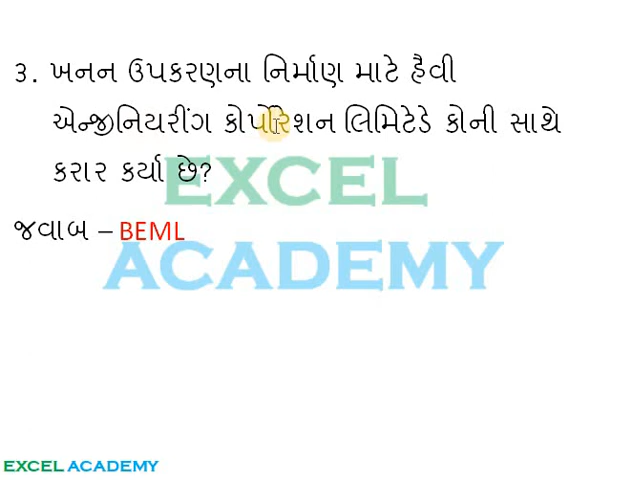 ૩. ખનન ઉપકરણના નિર્માણ માટે હૈવી
એન્જીનિયરીંગ કોર્પોરેશન લિમિટેડે કોની સાથે
કરાર કર્યા છે?
EXCEL
જવાબ – BEML
ACADEMY
EXCEL ACADEMY